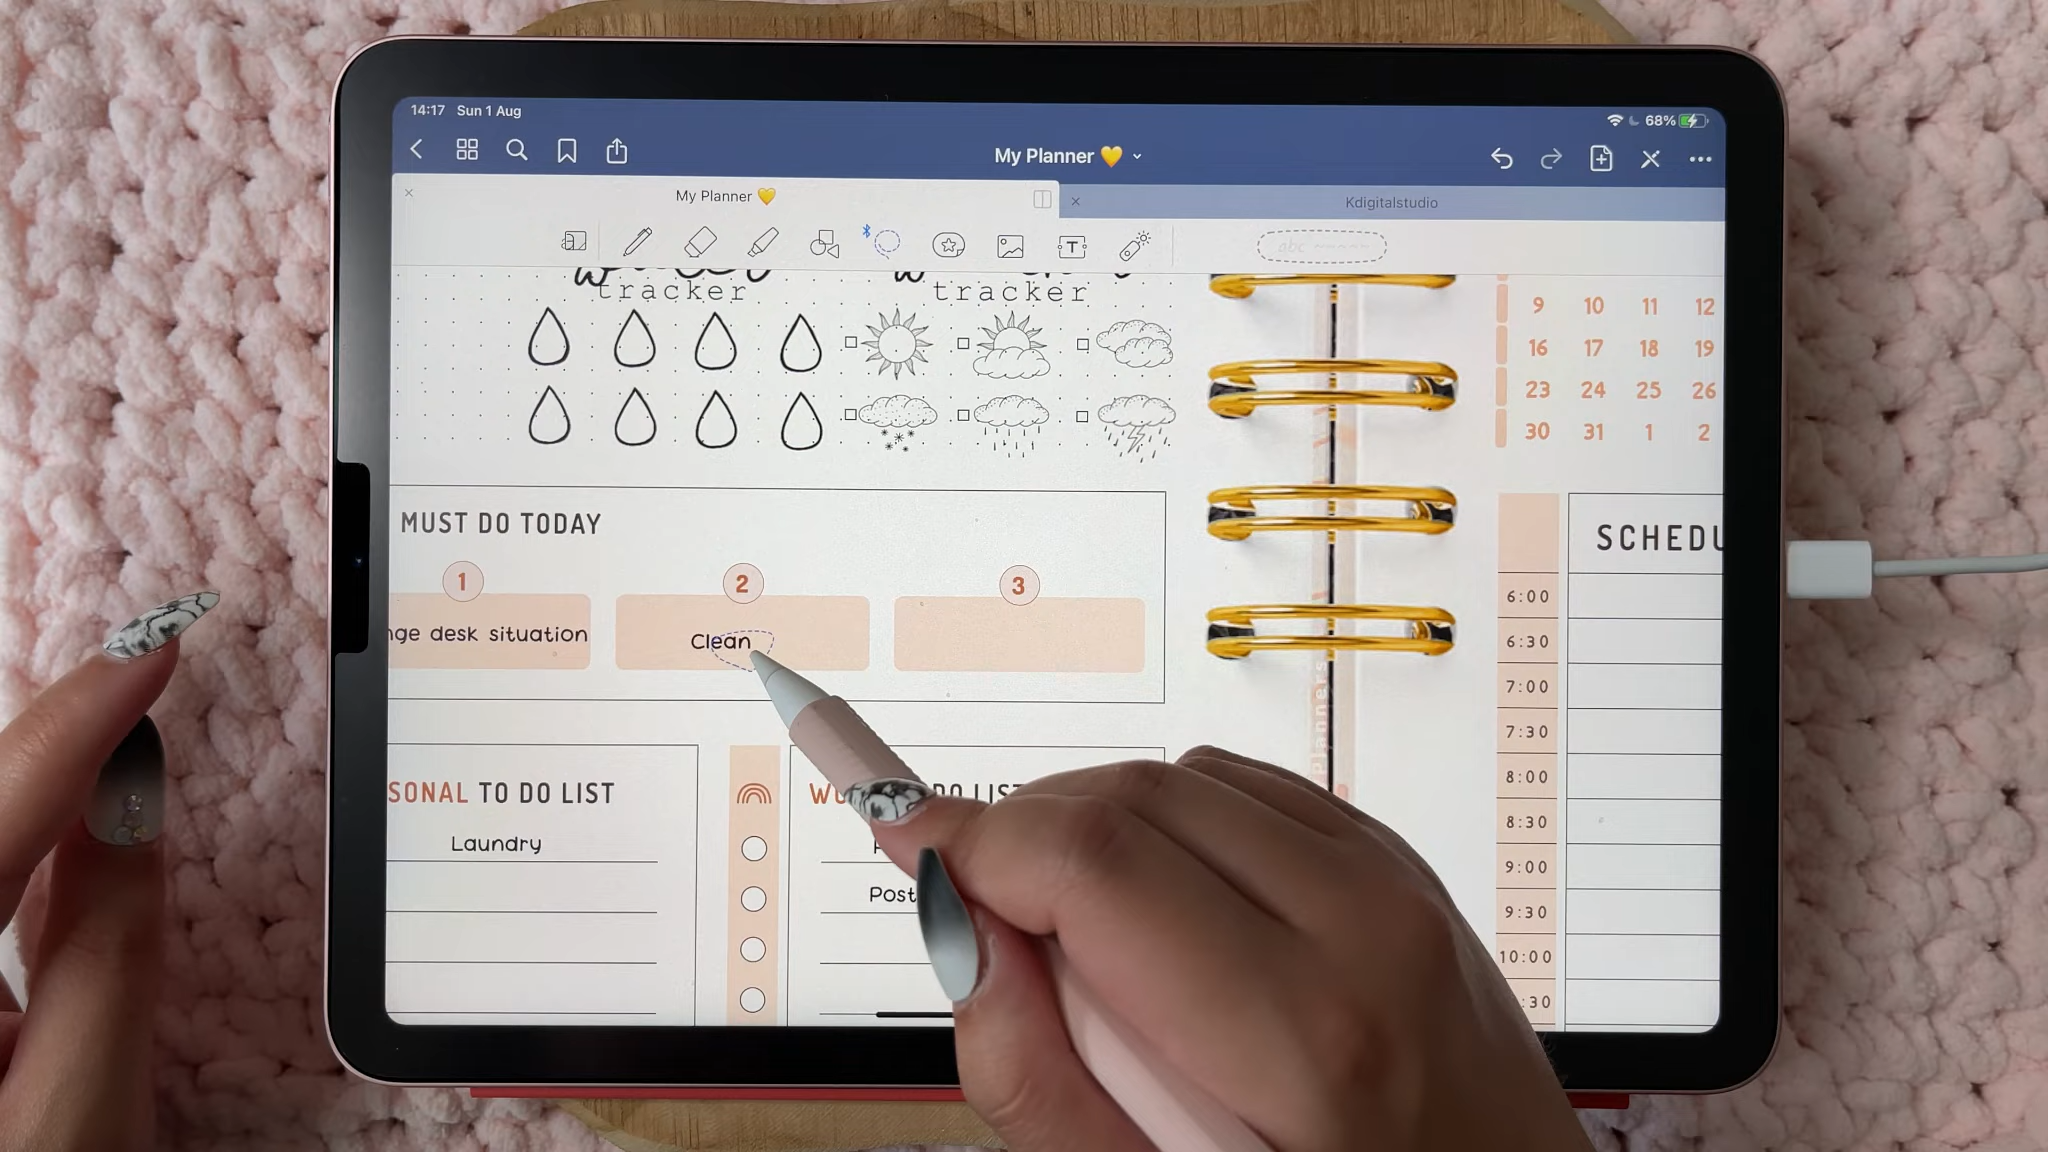 14:17 Sun 1 Aug
68%
My Planner 💛
My Planner 💛
Kdigitalstudio
T
tracker
tracker
9 10 11 12
16 17 18 19
23 24 25 26
30 31 1 2
MUST DO TODAY
1 2 3
desk situation
Clean
TO DO LIST
Laundry
Post
Planners
6:00
6:30
7:00
7:30
8:00
8:30
9:00
9:30
10:00